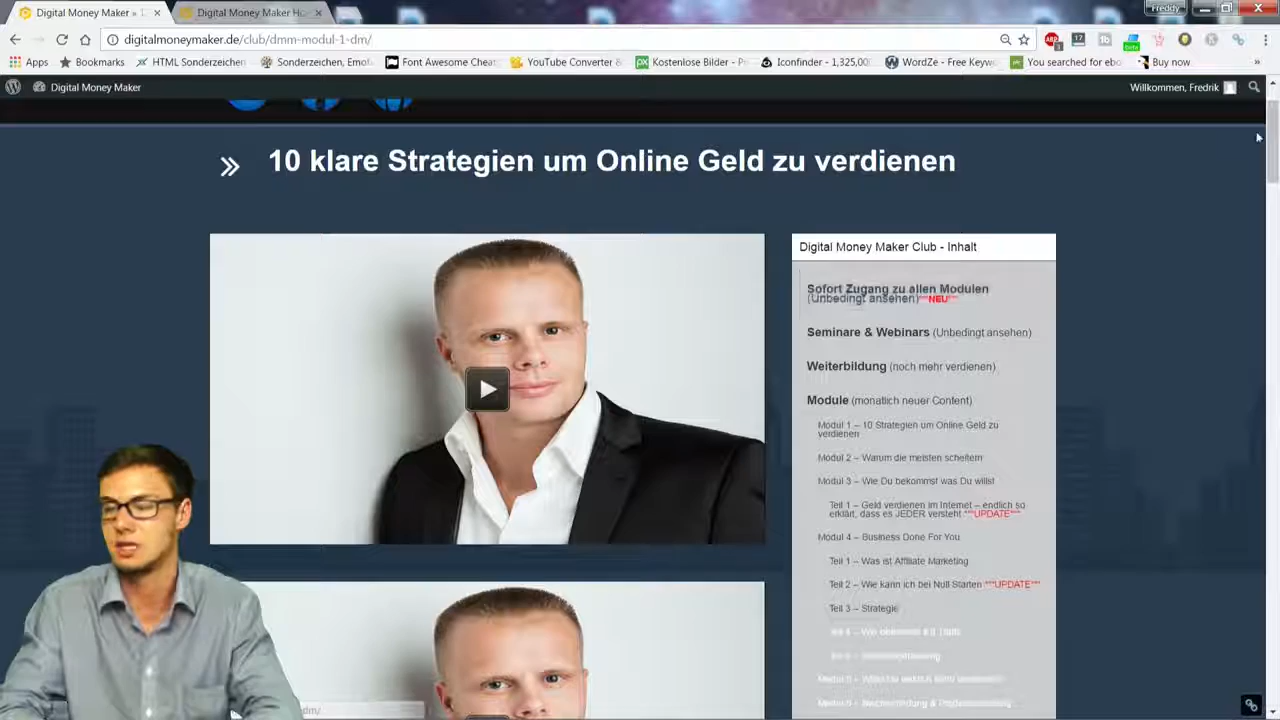 Digital Money Maker »
Digital Money Maker
Freddy
digitalmoneymaker.de/club/dmm-modul-1-dm/
Apps
Bookmarks
HTML Sonderzeichen
Sonderzeichen, Emo
Font Awesome Chea
YouTube Converter &
Kostenlose Bilder - P
Iconfinder - 1,325,00
WordZe - Free Keyw
You searched for ebo
Buy now
»
Digital Money Maker
Willkommen, Fredrik
10 klare Strategien um Online Geld zu verdienen
Digital Money Maker Club - Inhalt
Sofort Zugang zu allen Modulen
(Unbedingt ansehen)***NEU***
Seminare & Webinars (Unbedingt ansehen)
Weiterbildung (noch mehr verdienen)
Module (monatlich neuer Content)
Modul 1 – 10 Strategien um Online Geld zu
verdienen
Modul 2 – Warum die meisten scheitern
Modul 3 – Wie Du bekommst was Du willst
Teil 1 – Geld verdienen im Internet – endlich so
erklärt, dass es JEDER versteht ***UPDATE***
Modul 4 – Business Done For You
Teil 1 – Was ist Affiliate Marketing
Teil 2 – Wie kann ich bei Null Starten ***UPDATE***
Teil 3 – Strategie
dm/